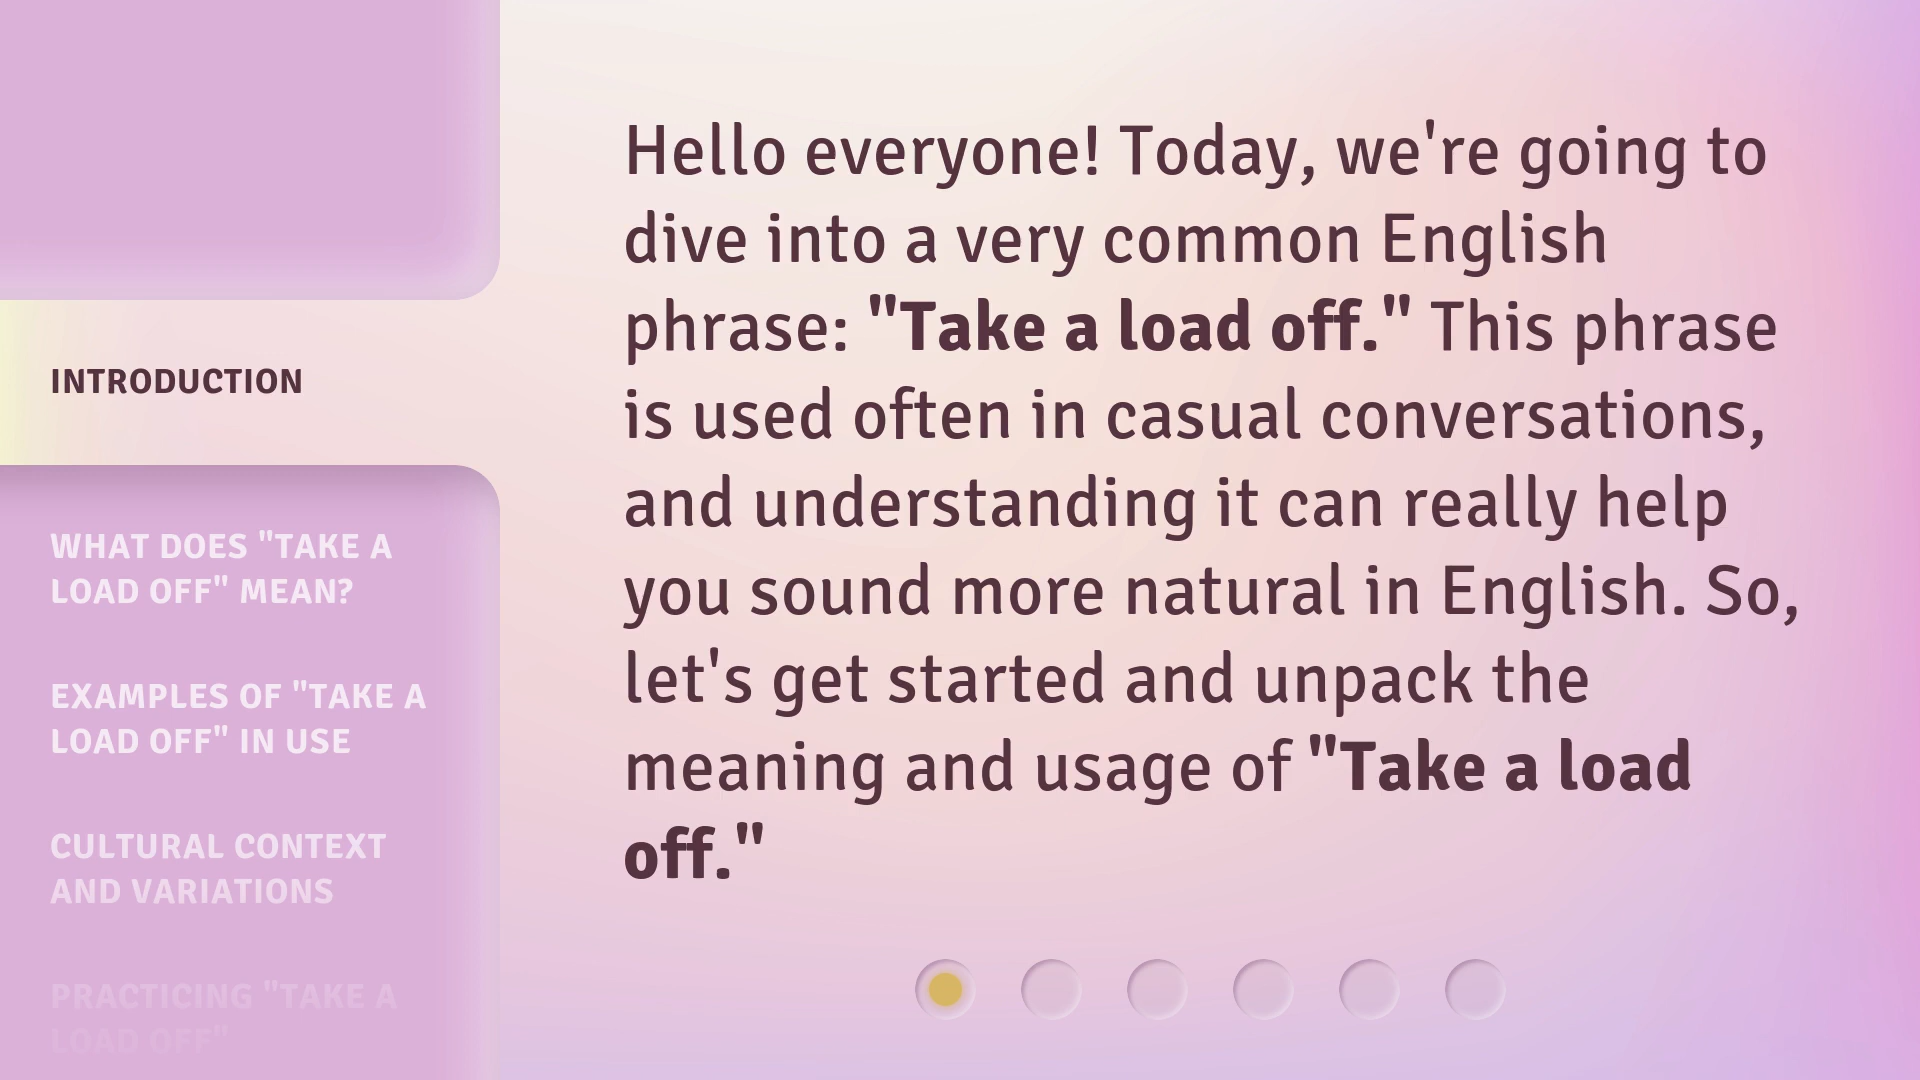 INTRODUCTION
WHAT DOES "TAKE A
LOAD OFF" MEAN?
EXAMPLES OF "TAKE A
LOAD OFF" IN USE
CULTURAL CONTEXT
AND VARIATIONS
PRACTICING "TAKE A
LOAD OFF"
Hello everyone! Today, we're going to
dive into a very common English
phrase: "Take a load off." This phrase
is used often in casual conversations,
and understanding it can really help
you sound more natural in English. So,
let's get started and unpack the
meaning and usage of "Take a load
off."